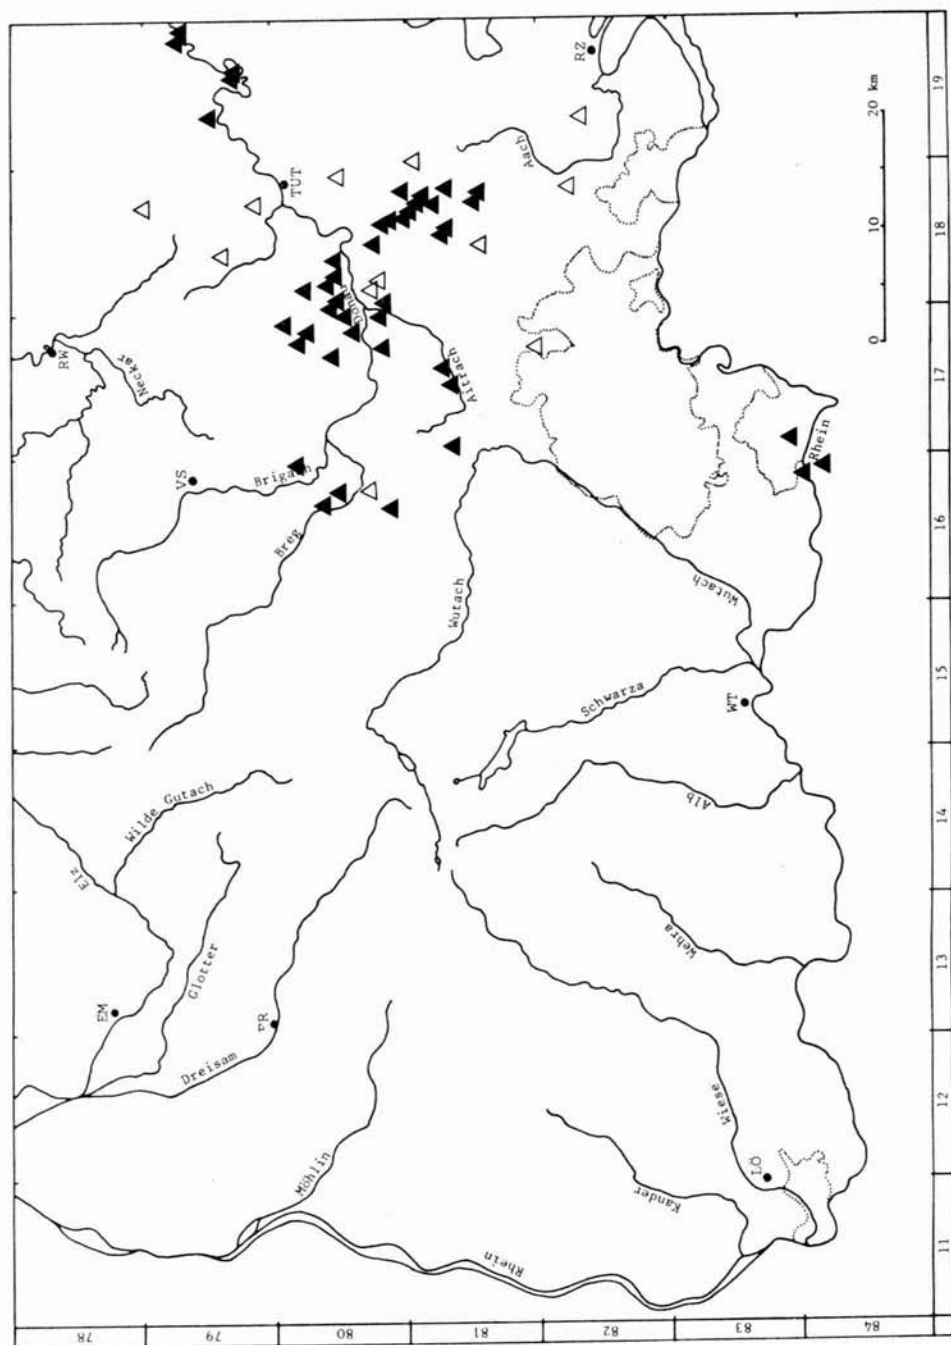 78
RW
Elz
EM
Neckar
79
VS
Wilde Gutach
Glotter
Dreisam
FR
TUT
Brigach
Breg
80
Möhlin
Donau
Aitrach
81
Wutach
Rhein
Aach
Schwarza
82
RZ
Kander
Alb
Wehra
Wutach
83
Wiese
WT
LÖ
Rhein
84
0 10 20 km
11 12 13 14 15 16 17 18 19